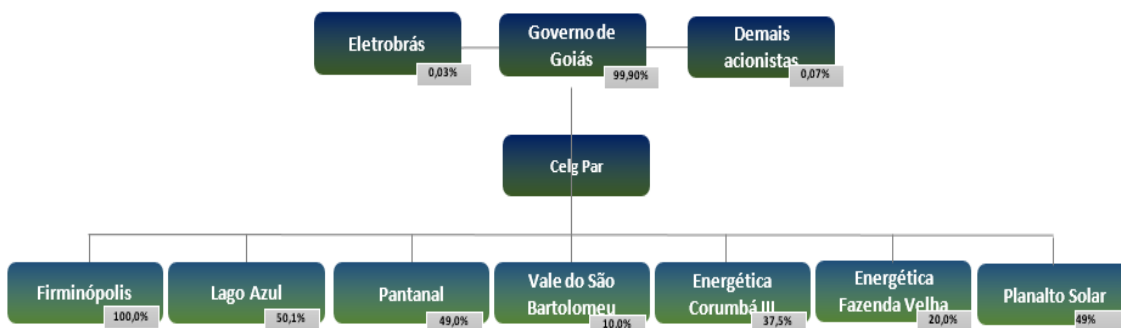 Eletrobrás
0,03%
Governo de
Goiás
99,90%
Demais
acionistas
0,07%
Celg Par
Firminópolis
100,0%
Lago Azul
50,1%
Pantanal
49,0%
Vale do São
Bartolomeu
10,0%
Energética
Corumbá III
37,5%
Energética
Fazenda Velha
20,0%
Planalto Solar
49%